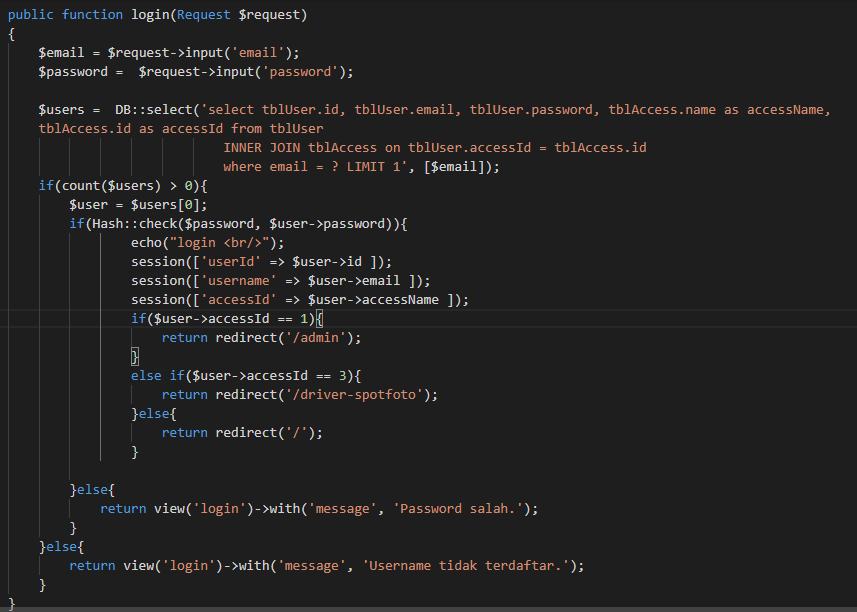 public function login(Request $request)
{
    $email = $request->input('email');
    $password =  $request->input('password');

    $users =  DB::select('select tblUser.id, tblUser.email, tblUser.password, tblAccess.name as accessName,
    tblAccess.id as accessId from tblUser
                            INNER JOIN tblAccess on tblUser.accessId = tblAccess.id
                            where email = ? LIMIT 1', [$email]);
    if(count($users) > 0){
        $user = $users[0];
        if(Hash::check($password, $user->password)){
                echo("login <br/>");
                session(['userId' => $user->id ]);
                session(['username' => $user->email ]);
                session(['accessId' => $user->accessName ]);
                if($user->accessId == 1){
                    return redirect('/admin');
                }
                else if($user->accessId == 3){
                    return redirect('/driver-spotfoto');
                }else{
                    return redirect('/');
                }

        }else{
            return view('login')->with('message', 'Password salah.');
        }
    }else{
        return view('login')->with('message', 'Username tidak terdaftar.');
    }
}